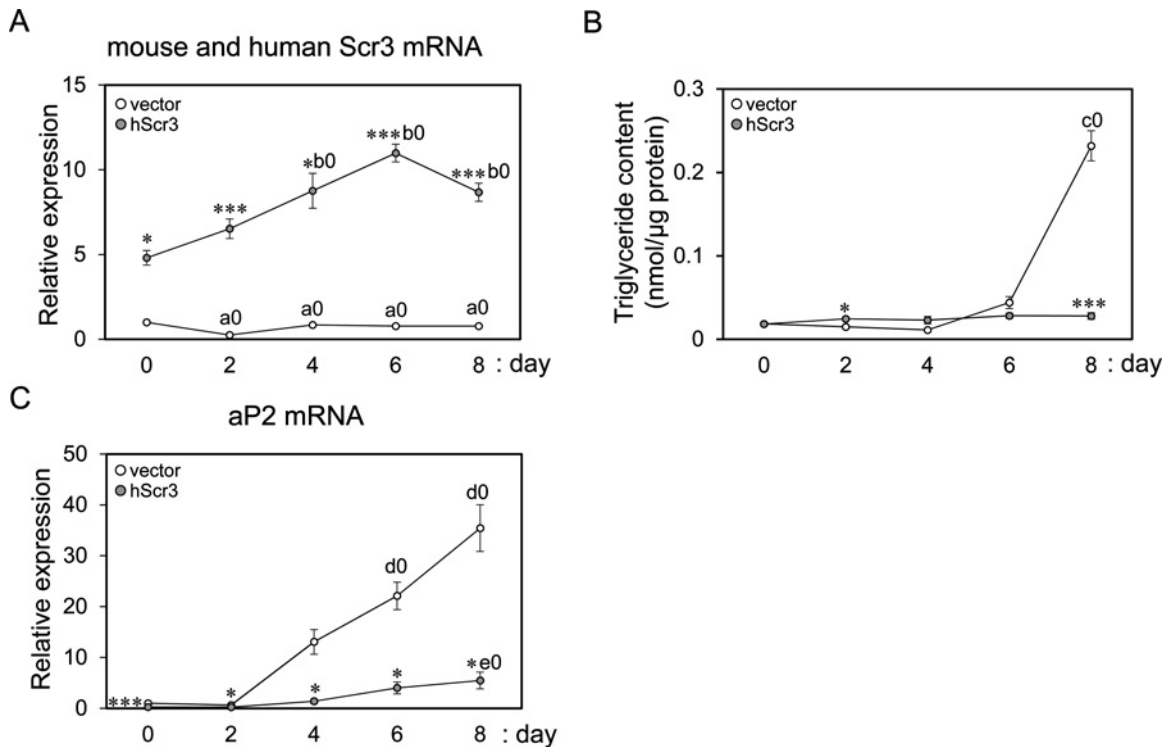 A
mouse and human Scr3 mRNA
Relative expression
15
10
5
0
vector
hScr3
*
***
*b0
***b0
***b0
a0
a0
a0
a0
0 2 4 6 8 : day
B
Triglyceride content
(nmol/µg protein)
0.3
0.2
0.1
0
vector
hScr3
*
c0
***
0 2 4 6 8 : day
C
aP2 mRNA
Relative expression
50
40
30
20
10
0
vector
hScr3
d0
d0
***
*
*
*
*e0
0 2 4 6 8 : day